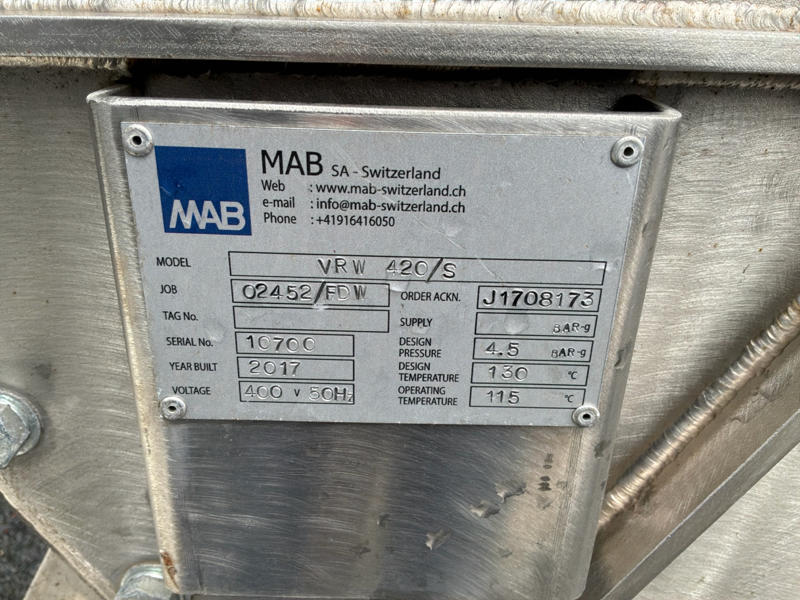 MAB
MAB SA - Switzerland
Web : www.mab-switzerland.ch
e-mail : info@mab-switzerland.ch
Phone : +41916416050
MODEL VRW 420/S
JOB 02452/FDW ORDER ACKN. J1708173
TAG No. SUPPLY BAR-g
SERIAL No. 10700 DESIGN PRESSURE 4.5 BAR-g
YEAR BUILT 2017 DESIGN TEMPERATURE 130 °C
VOLTAGE 400 V 50Hz OPERATING TEMPERATURE 115 °C